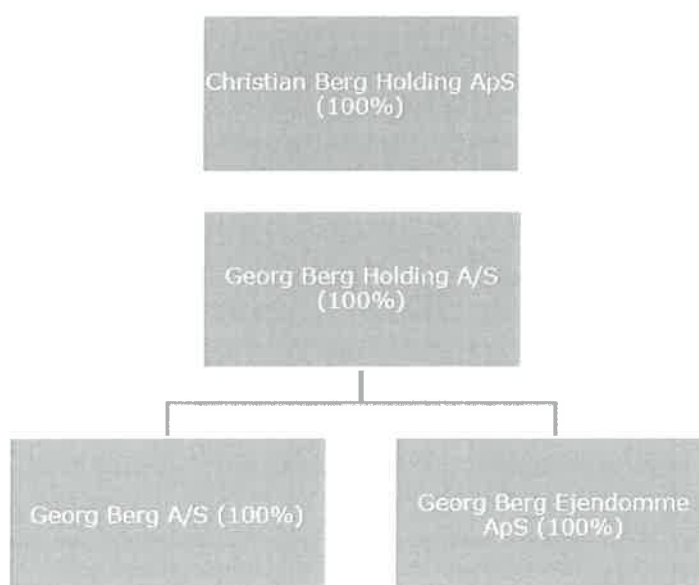 Christian Berg Holding ApS
(100%)
Georg Berg Holding A/S
(100%)
Georg Berg A/S (100%)
Georg Berg Ejendomme
ApS (100%)